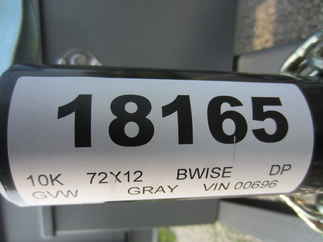 18165
10K 72X12 BWISE DP
GVW GRAY VIN 00696